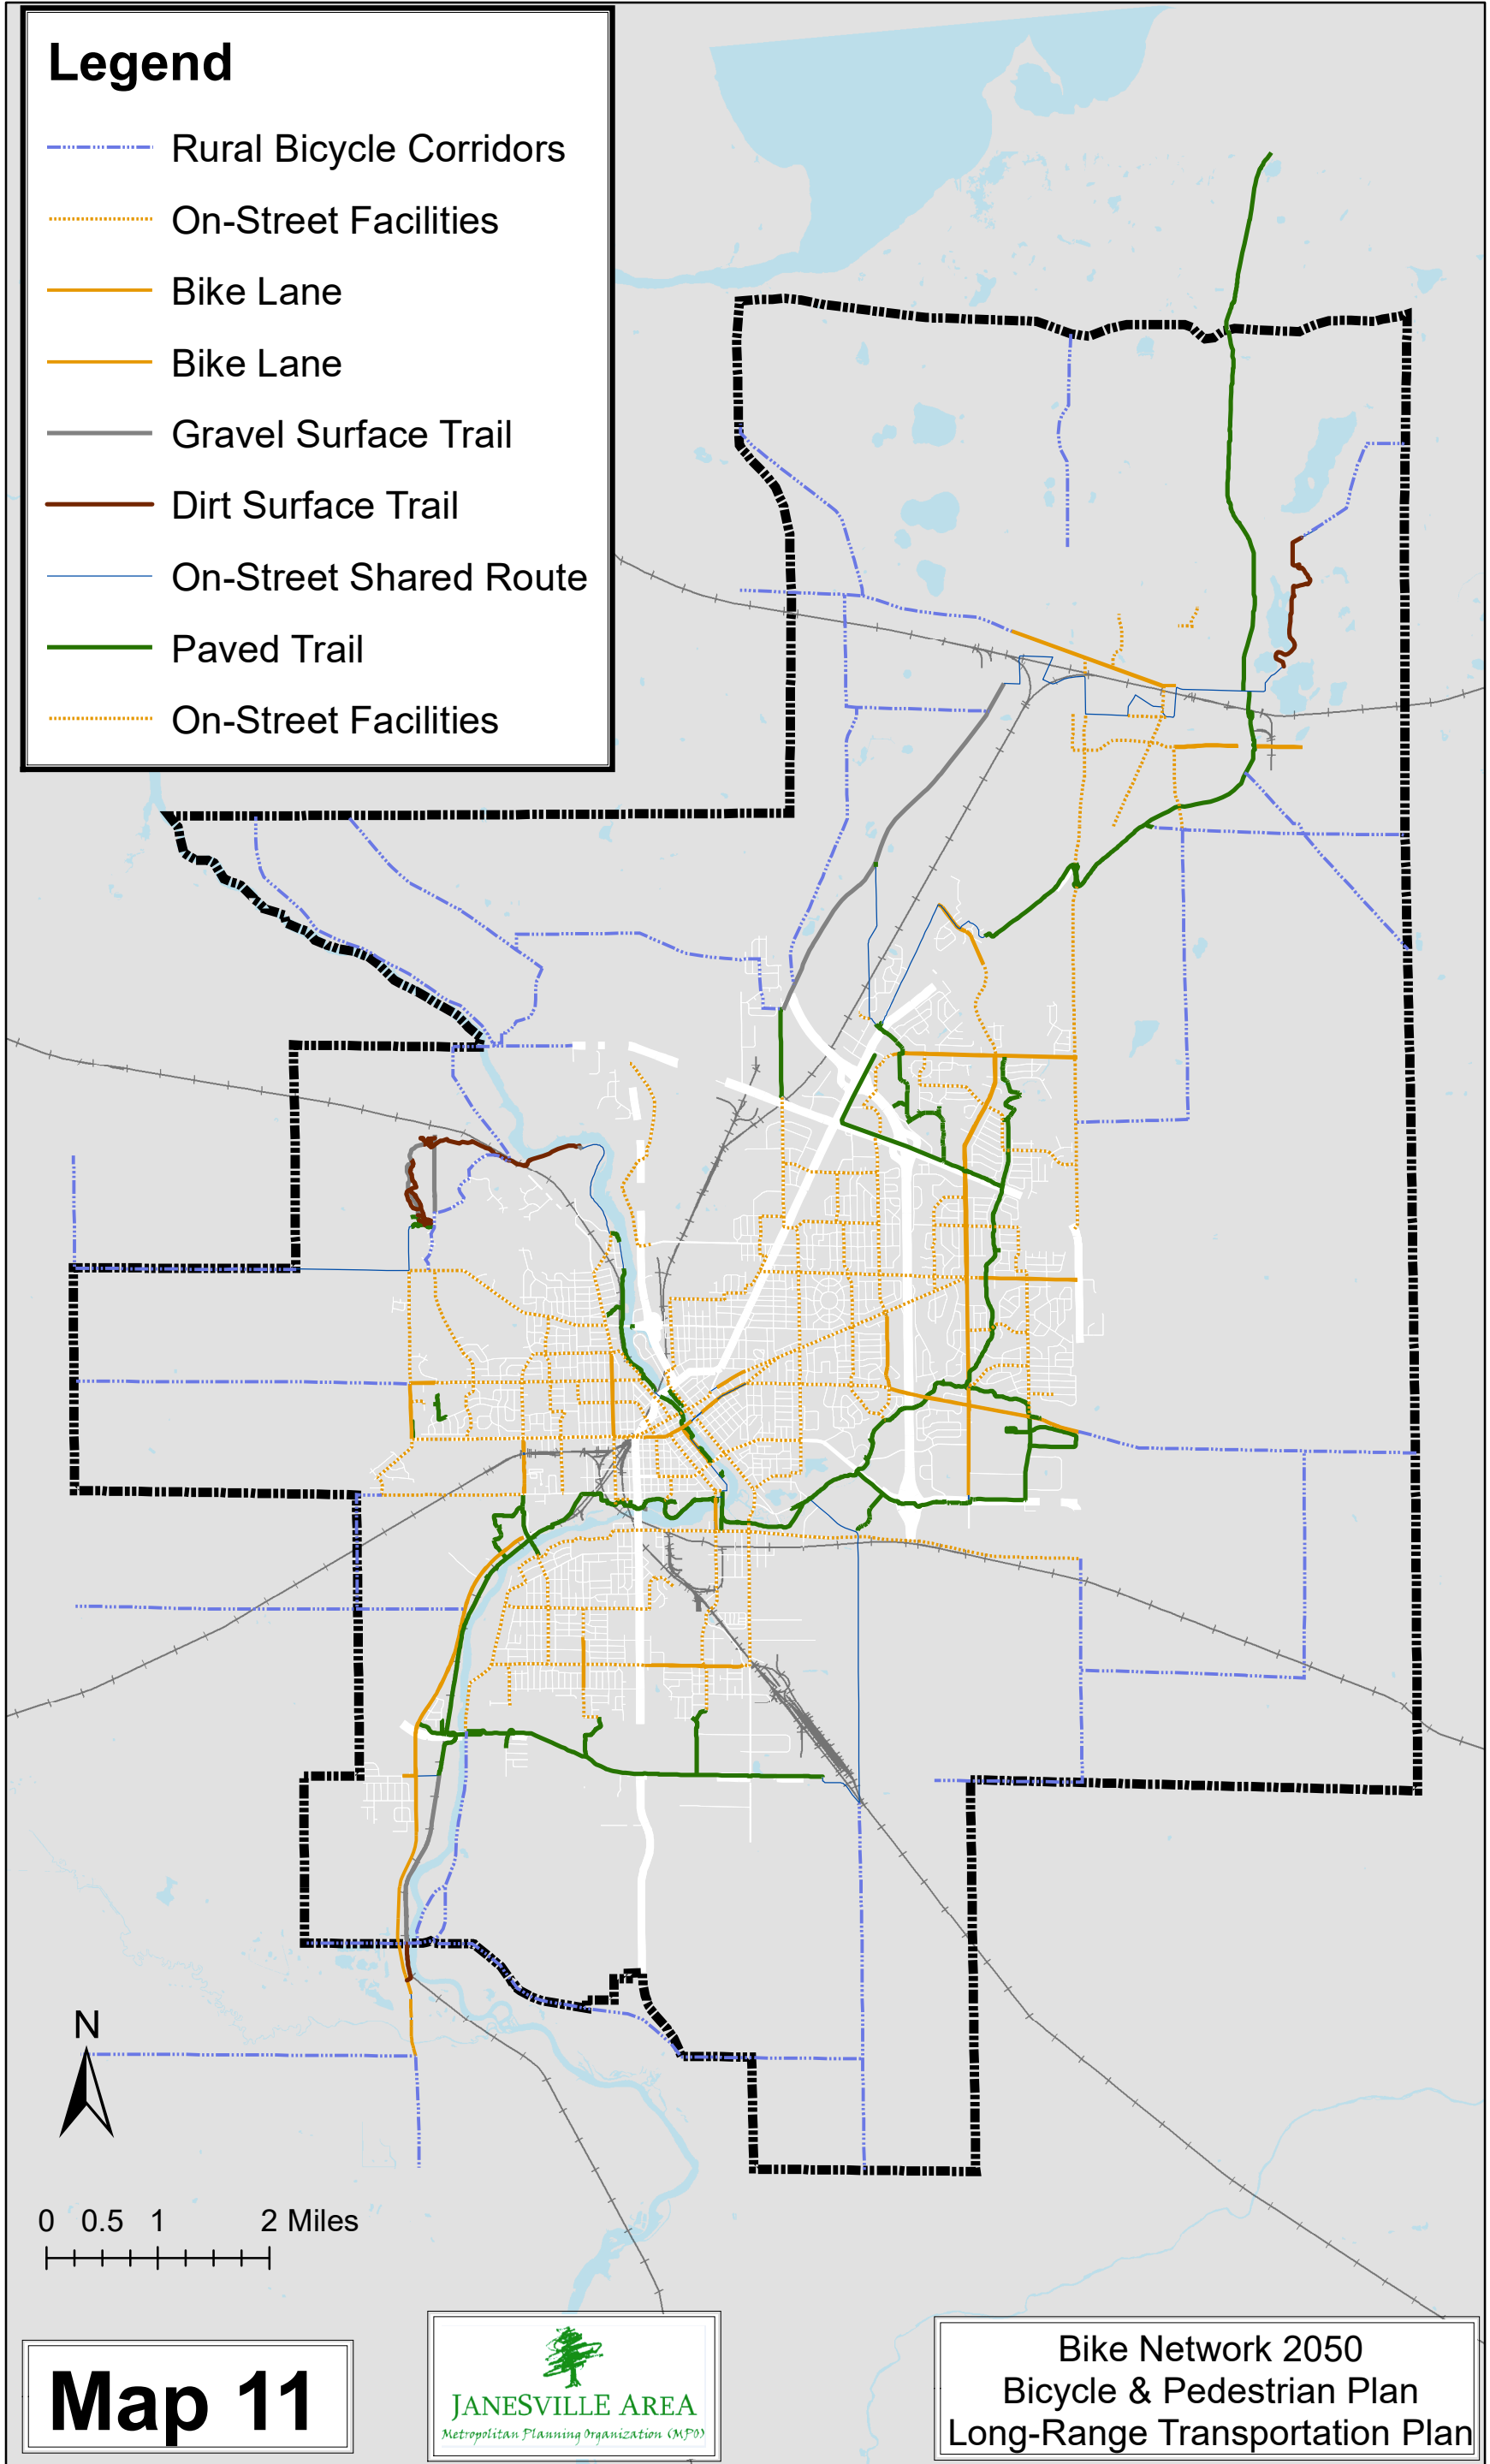 Legend
Rural Bicycle Corridors
On-Street Facilities
Bike Lane
Bike Lane
Gravel Surface Trail
Dirt Surface Trail
On-Street Shared Route
Paved Trail
On-Street Facilities
N
0 0.5 1 2 Miles
Map 11
JANESVILLE AREA
Metropolitan Planning Organization (MPO)
Bike Network 2050
Bicycle & Pedestrian Plan
Long-Range Transportation Plan